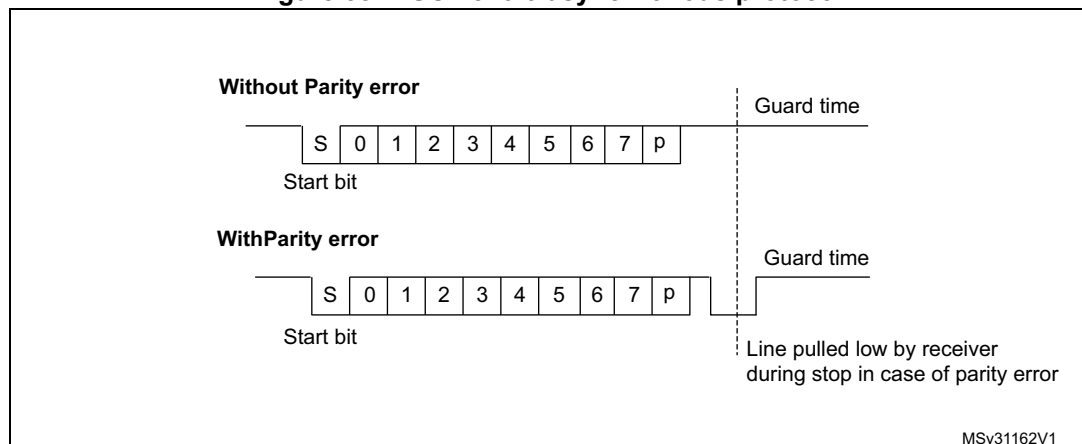 Without Parity error
Guard time
S 0 1 2 3 4 5 6 7 p
Start bit
WithParity error
Guard time
S 0 1 2 3 4 5 6 7 p
Start bit
Line pulled low by receiver
during stop in case of parity error
MSv31162V1